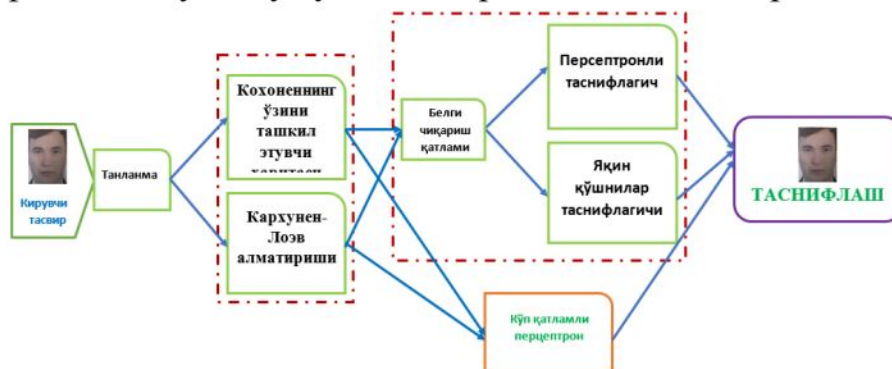 Кирувчи
тасвир
Танланма
Кохоненнинг
ўзини
ташкил
этувчи
Кархунен-
Лоэв
алматириши
Белги
чиқариш
қатлами
Персептронли
таснифлагич
Яқин
қўшнилар
таснифлагичи
Кўп қатламли
перцептрон
ТАСНИФЛАШ